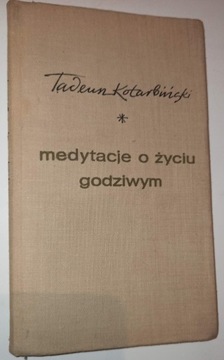 Tadeusz Kotarbiński
*
medytacje o życiu
godziwym